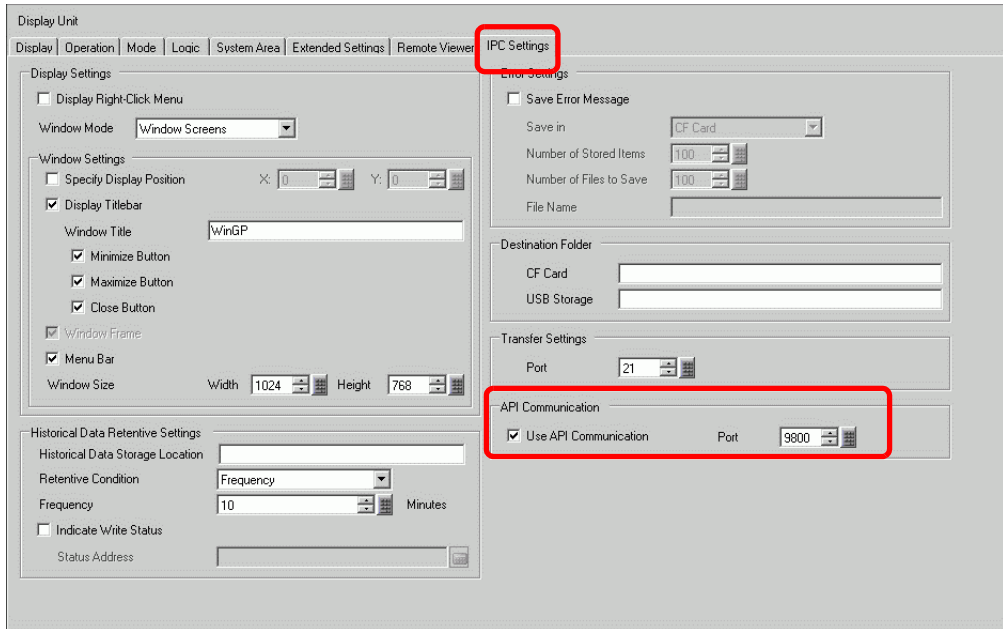 Display Unit
Display Operation Mode Logic System Area Extended Settings Remote Viewer IPC Settings
Display Settings
Display Right-Click Menu
Window Mode Window Screens
Window Settings
Specify Display Position X: 0 Y: 0
Display Titlebar
Window Title WinGP
Minimize Button
Maximize Button
Close Button
Window Frame
Menu Bar
Window Size Width 1024 Height 768
Historical Data Retentive Settings
Historical Data Storage Location
Retentive Condition Frequency
Frequency 10 Minutes
Indicate Write Status
Status Address
Error Settings
Save Error Message
Save in CF Card
Number of Stored Items 100
Number of Files to Save 100
File Name
Destination Folder
CF Card
USB Storage
Transfer Settings
Port 21
API Communication
Use API Communication Port 9800